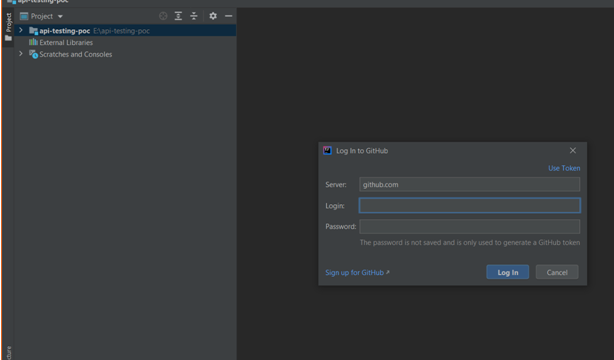 api-testing-poc
Project
Project
api-testing-poc E:\api-testing-poc
External Libraries
Scratches and Consoles
Log In to GitHub
Use Token
Server: github.com
Login:
Password:
The password is not saved and is only used to generate a GitHub token
Sign up for GitHub
Log In
Cancel